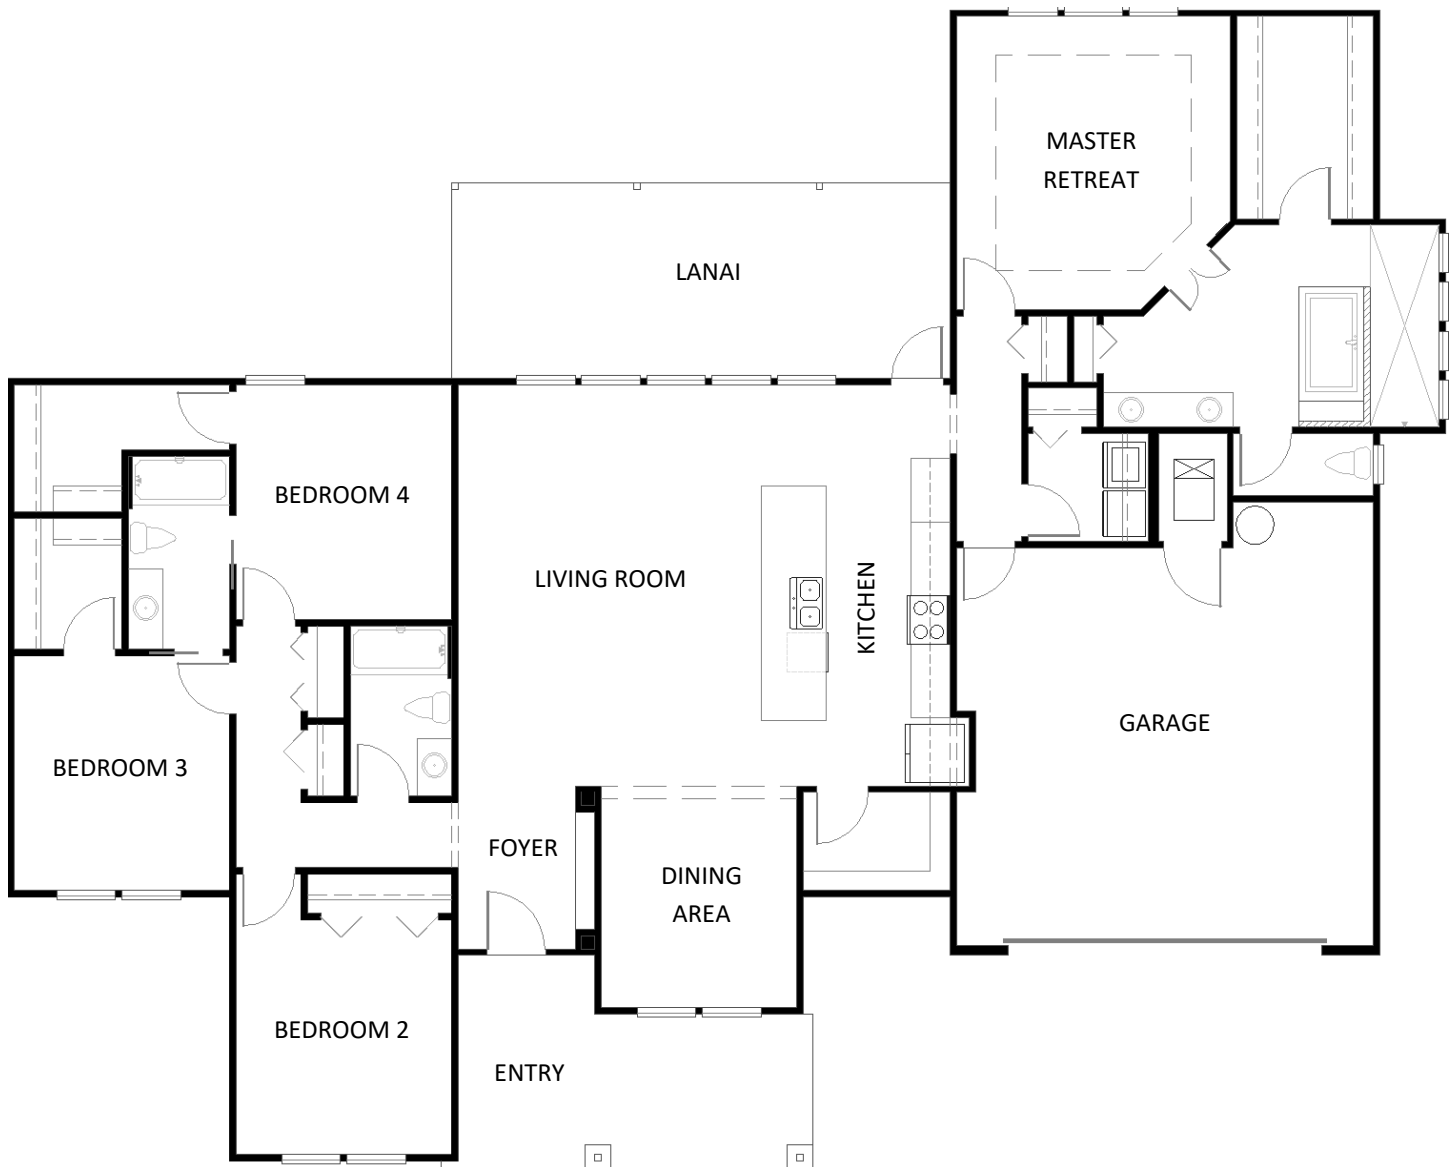 MASTER
RETREAT
LANAI
BEDROOM 4
LIVING ROOM
KITCHEN
GARAGE
BEDROOM 3
FOYER
DINING
AREA
BEDROOM 2
ENTRY